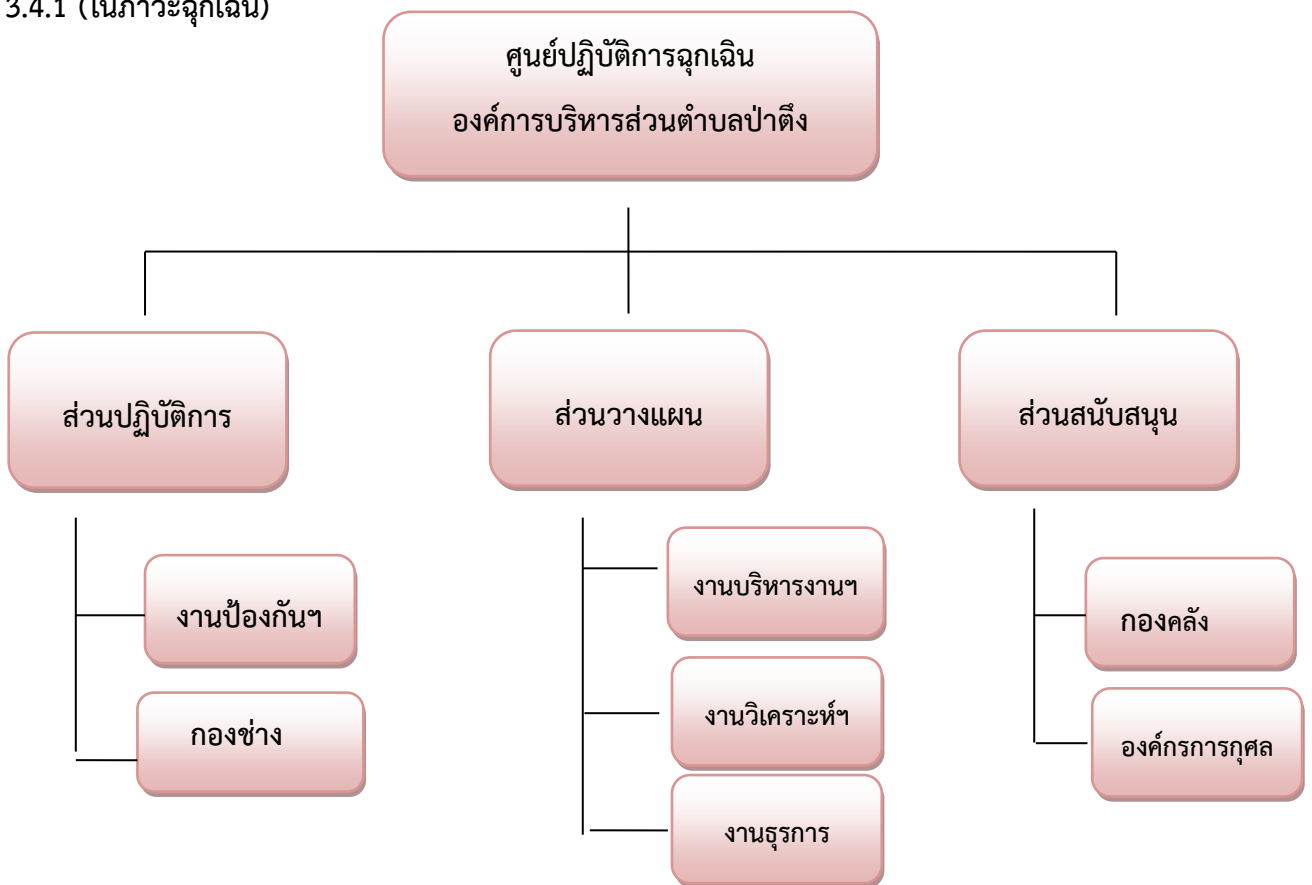 3.4.1 (ในภาวะฉุกเฉิน)
ศูนย์ปฏิบัติการฉุกเฉิน
องค์การบริหารส่วนตำบลป่าตึง
ส่วนปฏิบัติการ
ส่วนวางแผน
ส่วนสนับสนุน
งานป้องกันฯ
กองช่าง
งานบริหารงานฯ
งานวิเคราะห์ฯ
งานธุรการ
กองคลัง
องค์กรการกุศล